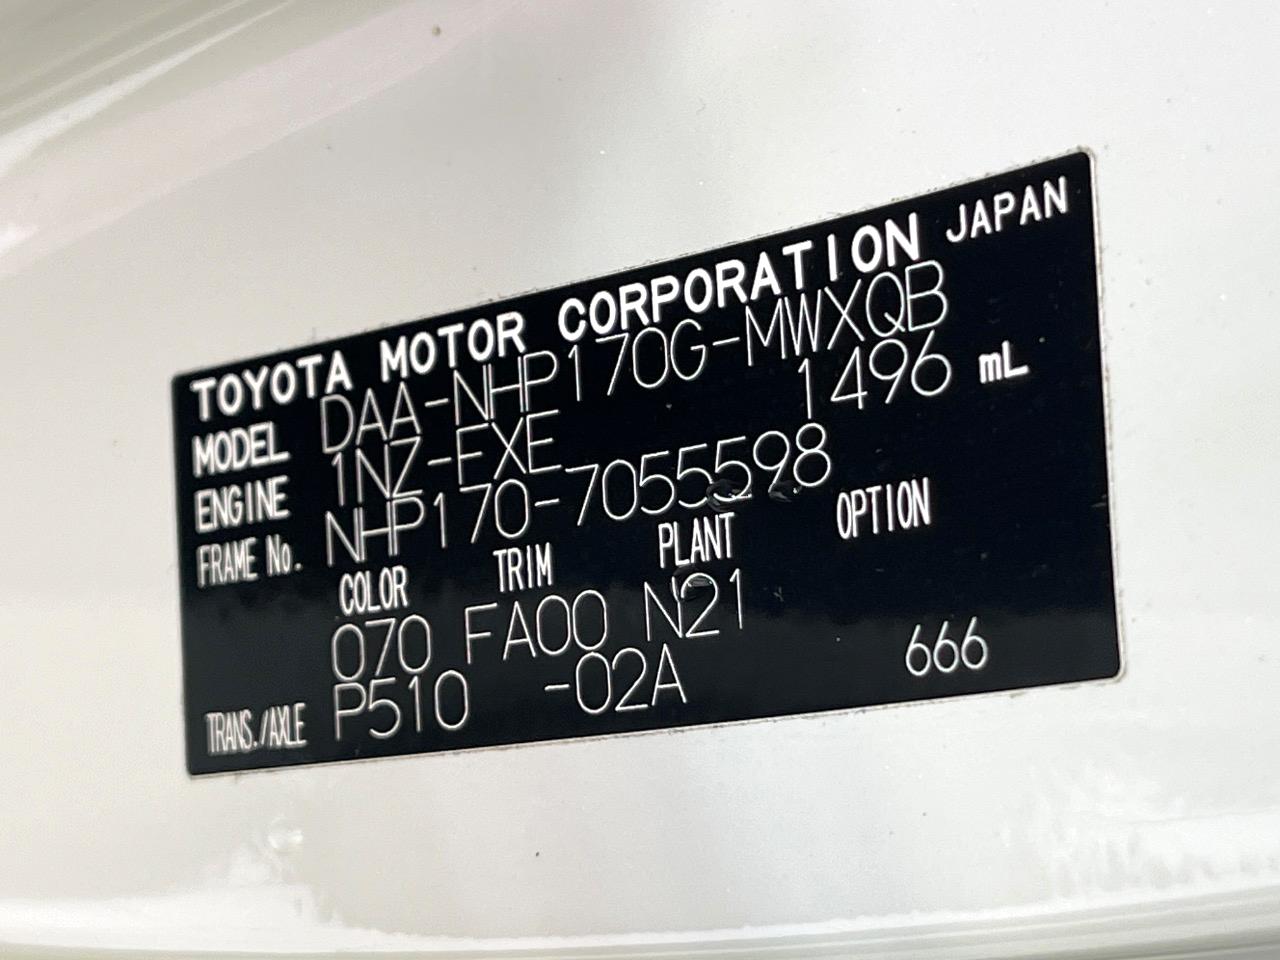 TOYOTA MOTOR CORPORATION JAPAN
MODEL DAA-NHP170G-MWXQB
ENGINE 1NZ-FXE 1496 mL
FRAME No. NHP170-7055598
COLOR TRIM PLANT OPTION
070 FA00 N21
TRANS./AXLE P510 -02A 666